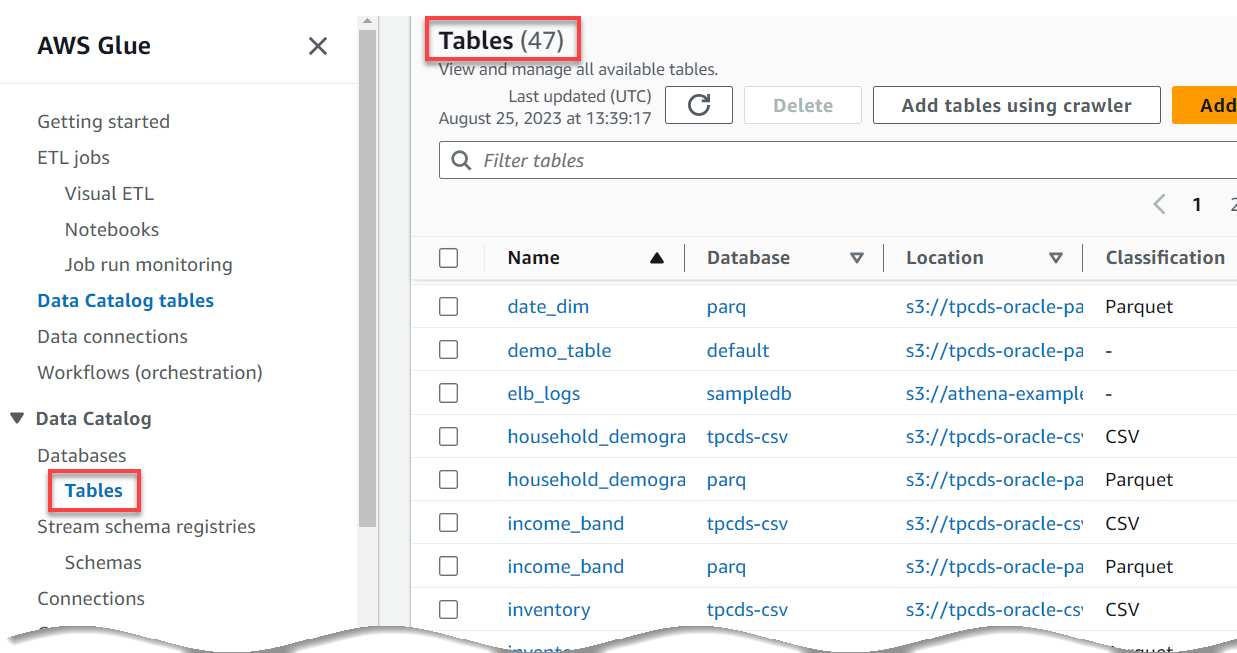 AWS Glue
Getting started
ETL jobs
Visual ETL
Notebooks
Job run monitoring
Data Catalog tables
Data connections
Workflows (orchestration)
Data Catalog
Databases
Tables
Stream schema registries
Schemas
Connections
Tables (47)
View and manage all available tables.
Last updated (UTC)
August 25, 2023 at 13:39:17
Delete
Add tables using crawler
Add
Filter tables
1 2
Name Database Location Classification
date_dim parq s3://tpcds-oracle-pa Parquet
demo_table default s3://tpcds-oracle-pa -
elb_logs sampledb s3://athena-example -
household_demogra tpcds-csv s3://tpcds-oracle-csv CSV
household_demogra parq s3://tpcds-oracle-pa Parquet
income_band tpcds-csv s3://tpcds-oracle-csv CSV
income_band parq s3://tpcds-oracle-pa Parquet
inventory tpcds-csv s3://tpcds-oracle-csv CSV